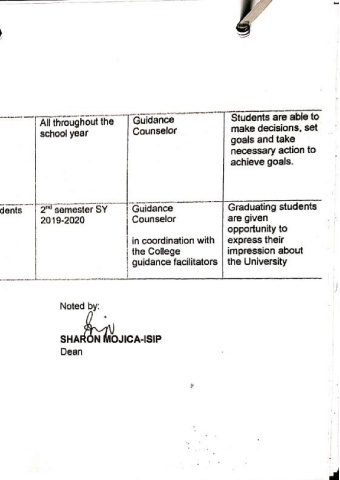 All throughout the
school year
Guidance
Counselor
Students are able to
make decisions, set
goals and take
necessary action to
achieve goals.
dents
2nd semester SY
2019-2020
Guidance
Counselor
in coordination with
the College
guidance facilitators
Graduating students
are given
opportunity to
express their
impression about
the University
Noted by:
SHARON MOJICA-ISIP
Dean